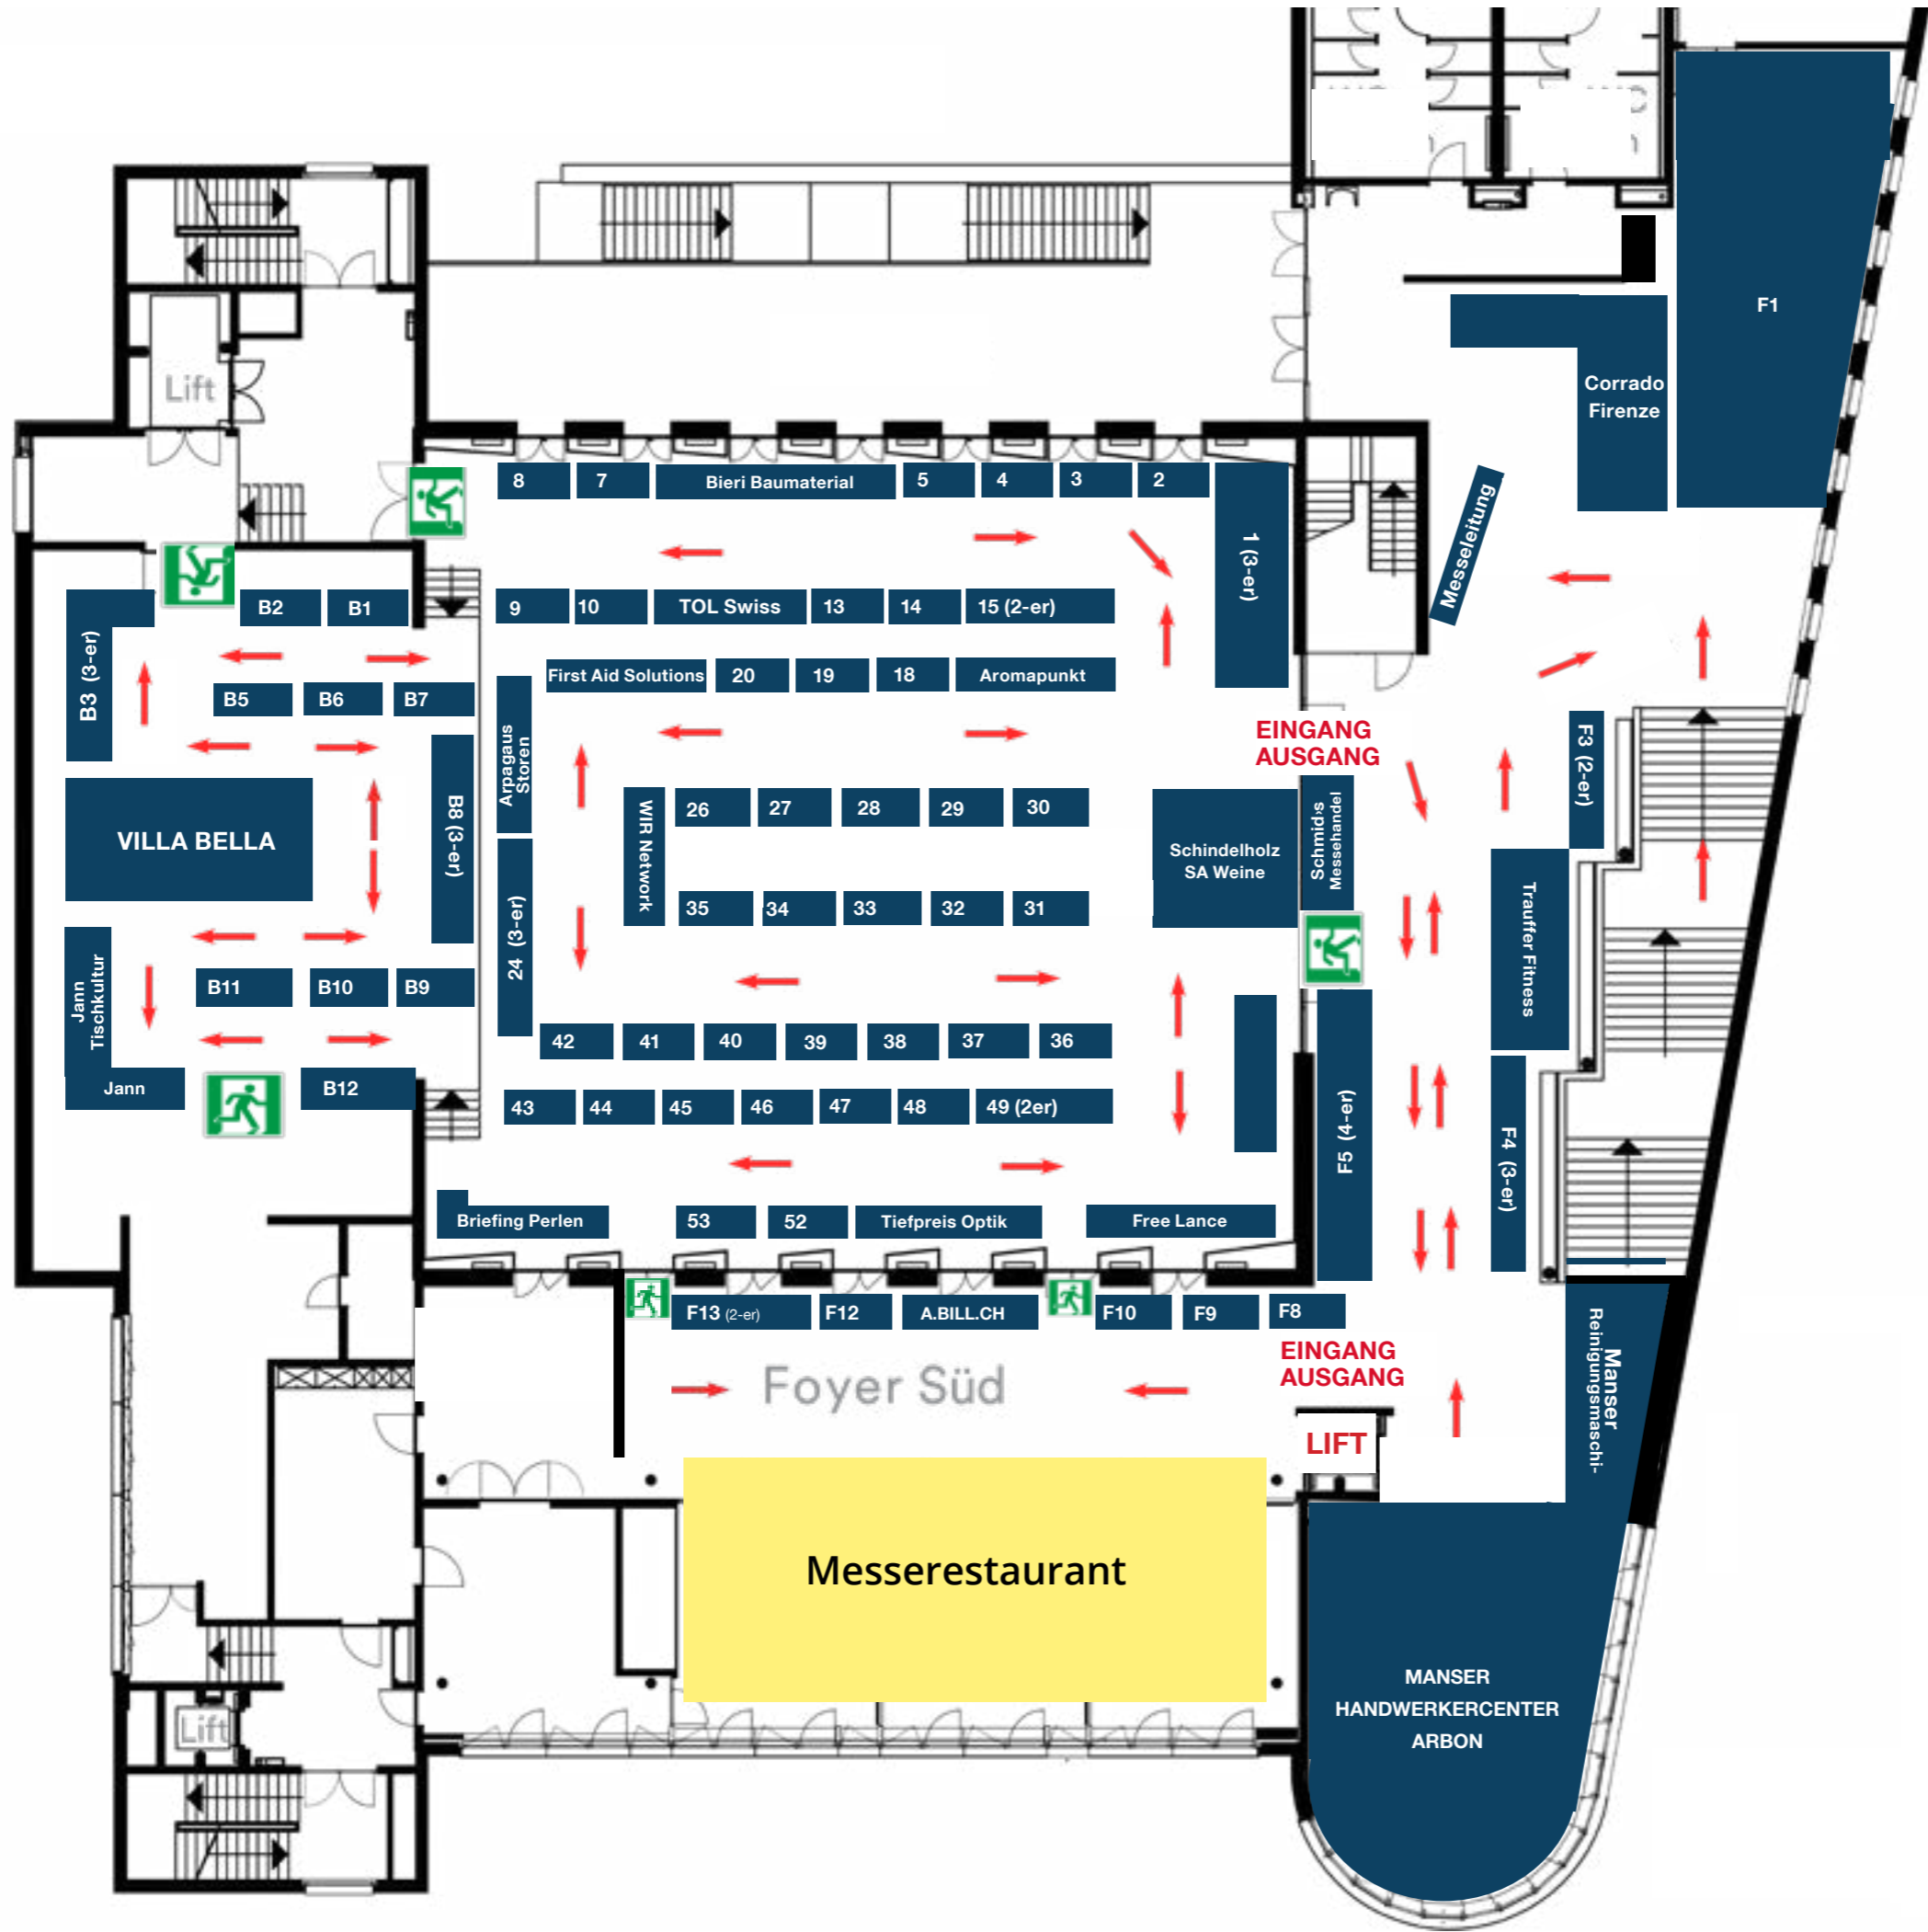 F1
Corrado
Firenze
Messeleitung
Lift
8
7
Bieri Baumaterial
5
4
3
2
1 (3-er)
9
10
TOL Swiss
13
14
15 (2-er)
B2
B1
B3 (3-er)
First Aid Solutions
20
19
18
Aromapunkt
B5
B6
B7
Arpagaus
Storen
EINGANG
AUSGANG
F3 (2-er)
VILLA BELLA
B8 (3-er)
WIR Network
26
27
28
29
30
Schindelholz
SA Weine
Schmid's
Messehandel
Trauffer Fitness
24 (3-er)
35
34
33
32
31
Jann
Tischkultur
B11
B10
B9
42
41
40
39
38
37
36
Jann
B12
43
44
45
46
47
48
49 (2er)
F5 (4-er)
F4 (3-er)
Briefing Perlen
53
52
Tiefpreis Optik
Free Lance
F13 (2-er)
F12
A.BILL.CH
F10
F9
F8
EINGANG
AUSGANG
Foyer Süd
LIFT
Manser
Reinigungsmaschi-
Messerestaurant
MANSER
HANDWERKERCENTER
ARBON
Lift